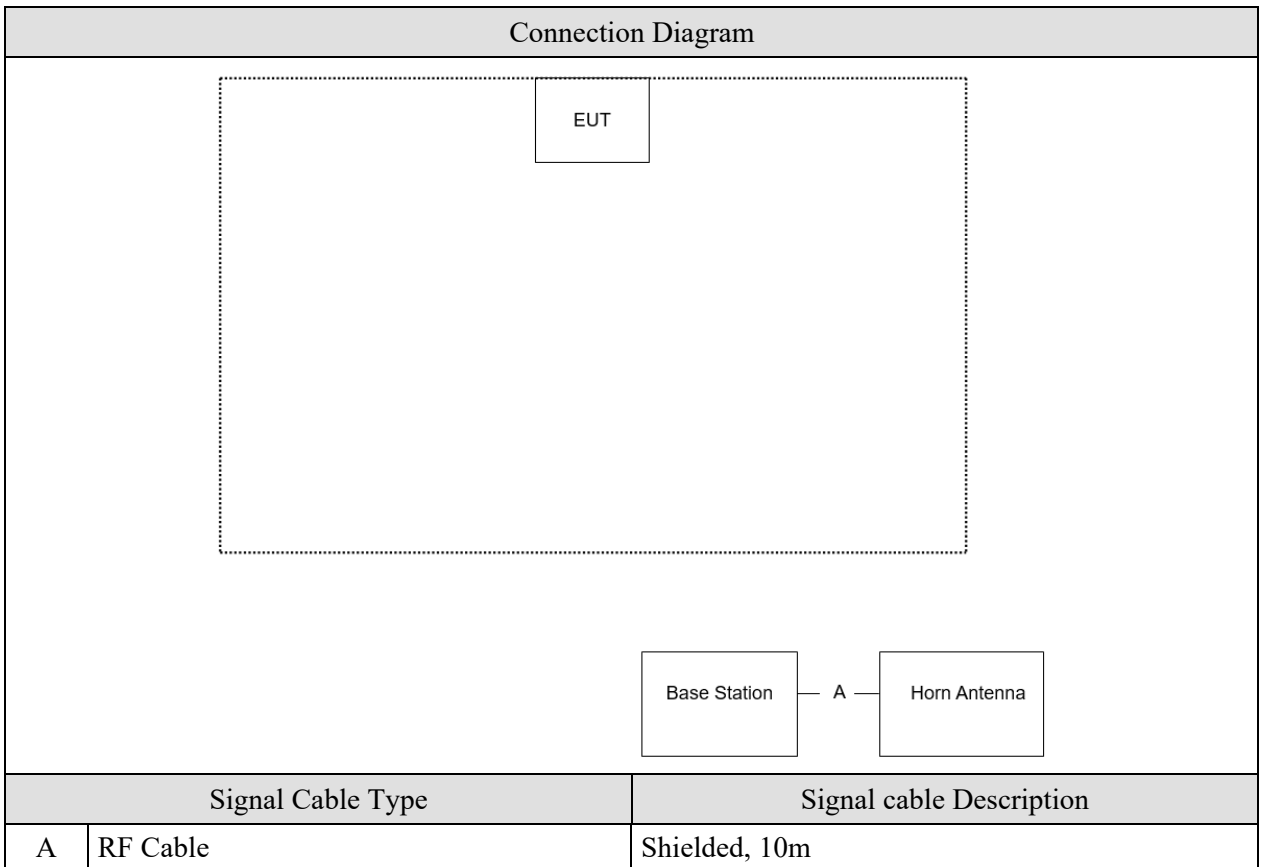 Connection Diagram
EUT
Base Station
A
Horn Antenna
Signal Cable Type
Signal cable Description
A
RF Cable
Shielded, 10m